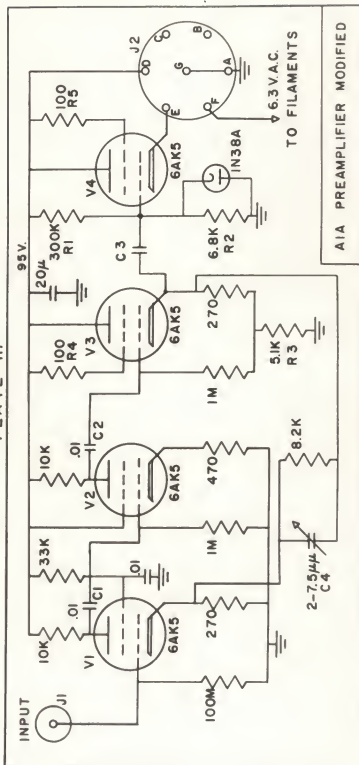 95V.
INPUT
J1
10K
33K
10K
100
R4
20µ
300K
R1
100
R5
J2
.01
C1
.01
C2
C3
V1
V2
V3
V4
6AK5
.01
6AK5
6AK5
6AK5
D
C
E
G
B
F
A
1N38A
6.8K
R2
6.3 V.A.C.
TO FILAMENTS
100M
270
1M
470
1M
270
5.1K
R3
8.2K
2-7.5µµ
C4
A1A PREAMPLIFIER MODIFIED